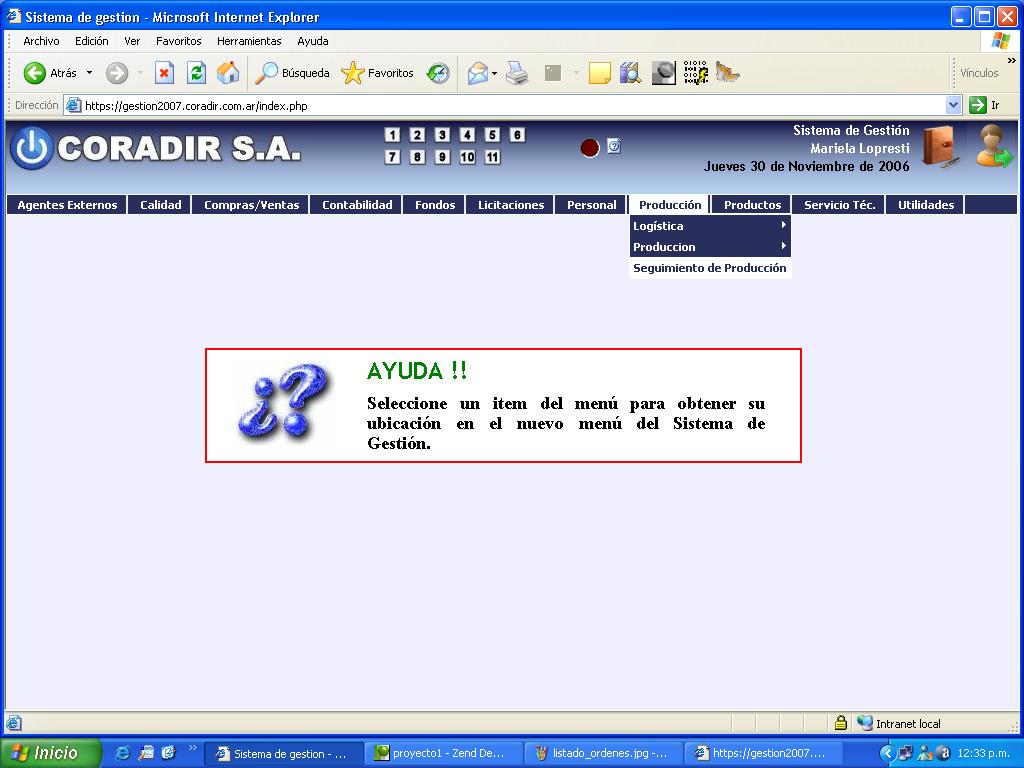 Sistema de gestion - Microsoft Internet Explorer
Archivo Edición Ver Favoritos Herramientas Ayuda
Atrás Búsqueda Favoritos Vínculos »
Dirección https://gestion2007.coradir.com.ar/index.php Ir
CORADIR S.A.
1 2 3 4 5 6
7 8 9 10 11
Sistema de Gestión
Mariela Lopresti
Jueves 30 de Noviembre de 2006
Agentes Externos Calidad Compras/Ventas Contabilidad Fondos Licitaciones Personal Producción Productos Servicio Téc. Utilidades
Logística
Produccion
Seguimiento de Producción
¿?
AYUDA !!
Seleccione un item del menú para obtener su
ubicación en el nuevo menú del Sistema de
Gestión.
Intranet local
Inicio » Sistema de gestion - ... proyecto1 - Zend De... listado_ordenes.jpg -... https://gestion2007.... 12:33 p.m.